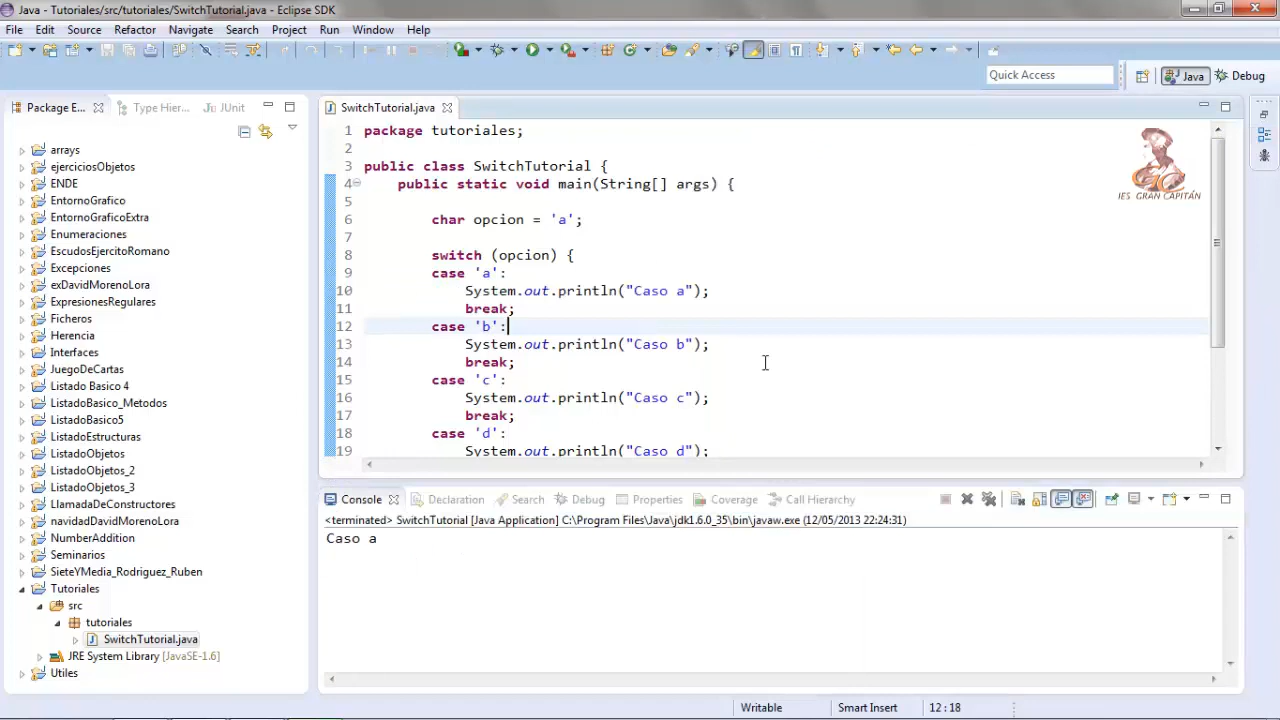 Java - Tutoriales/src/tutoriales/SwitchTutorial.java - Eclipse SDK
File Edit Source Refactor Navigate Search Project Run Window Help
Quick Access
Java
Debug
Package E...
Type Hier...
JUnit
arrays
ejerciciosObjetos
ENDE
EntornoGrafico
EntornoGraficoExtra
Enumeraciones
EscudosEjercitoRomano
Excepciones
exDavidMorenoLora
ExpresionesRegulares
Ficheros
Herencia
Interfaces
JuegoDeCartas
Listado Basico 4
ListadoBasico_Metodos
ListadoBasico5
ListadoEstructuras
ListadoObjetos
ListadoObjetos_2
ListadoObjetos_3
LlamadaDeConstructores
navidadDavidMorenoLora
NumberAddition
Seminarios
SieteYMedia_Rodriguez_Ruben
Tutoriales
src
tutoriales
SwitchTutorial.java
JRE System Library [JavaSE-1.6]
Utiles
SwitchTutorial.java
1 package tutoriales;
2
3 public class SwitchTutorial {
4 public static void main(String[] args) {
5
6 char opcion = 'a';
7
8 switch (opcion) {
9 case 'a':
10 System.out.println("Caso a");
11 break;
12 case 'b':
13 System.out.println("Caso b");
14 break;
15 case 'c':
16 System.out.println("Caso c");
17 break;
18 case 'd':
19 System.out.println("Caso d");
IES GRAN CAPITÁN
Console Declaration Search Debug Properties Coverage Call Hierarchy
<terminated> SwitchTutorial [Java Application] C:\Program Files\Java\jdk1.6.0_35\bin\javaw.exe (12/05/2013 22:24:31)
Caso a
Writable
Smart Insert
12 : 18